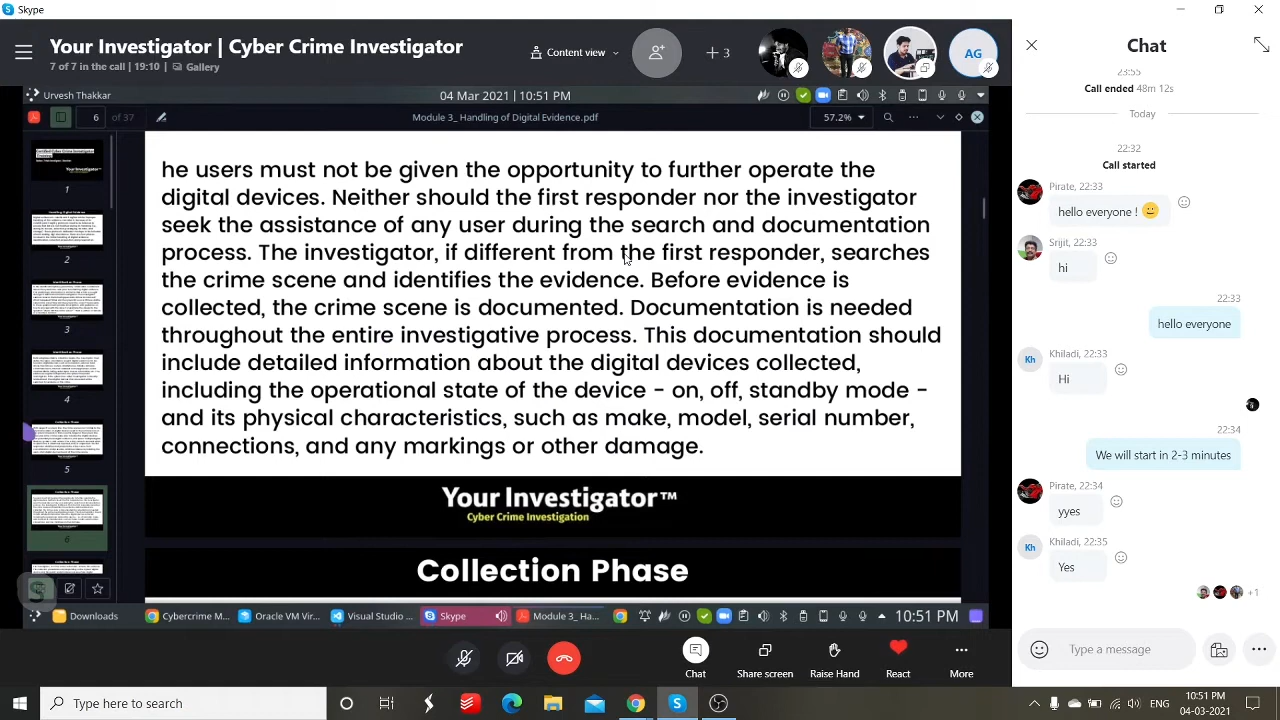 Skype
Your Investigator | Cyber Crime Investigator
7 of 7 in the call | 19:10 | Gallery
Content view
+ 3
AG
Urvesh Thakkar
04 Mar 2021 | 10:51 PM
6
37
Module 3_ Handling of Digital Evidence.pdf
57.2%
he users must not be given the opportunity to further operate the
digital devices. Neither should the first responder nor the investigator
seek the assistance of any user during the search and documentation
process. The investigator, if different from the first responder, searches
the crime scene and identifies the evidence. Before evidence is
collected, the crime scene is documented. Documentation is needed
throughout the entire investigative process. This documentation should
include detailed information about the digital devices collected,
including the operational state of the device - on, off, standby mode -
and its physical characteristics, such as make, model, serial number,
connections, and any markings or other damage.
Your Investigator™
Cyber Crime Investigation
Collection Phase
1
2
3
4
5
6
Downloads
Cybercrime M...
Oracle VM Vir...
Visual Studio ...
Skype
Module 3_ Ha...
10:51 PM
Chat
Share screen
Raise Hand
React
More
Chat
23:55
Call ended 48m 12s
Today
22:32
Call started
Pirate, 22:33
hello everyone !
Srijit, 22:33
hi
22:33
hello everyone
Kh
Khiladi, 22:33
Hi
22:34
We will start in 2-3 minutes
Pirate, 22:34
yyes
Kh
Khiladi, 22:35
Yes
+1
Type a message
Type here to search
ENG
10:51 PM
04-03-2021